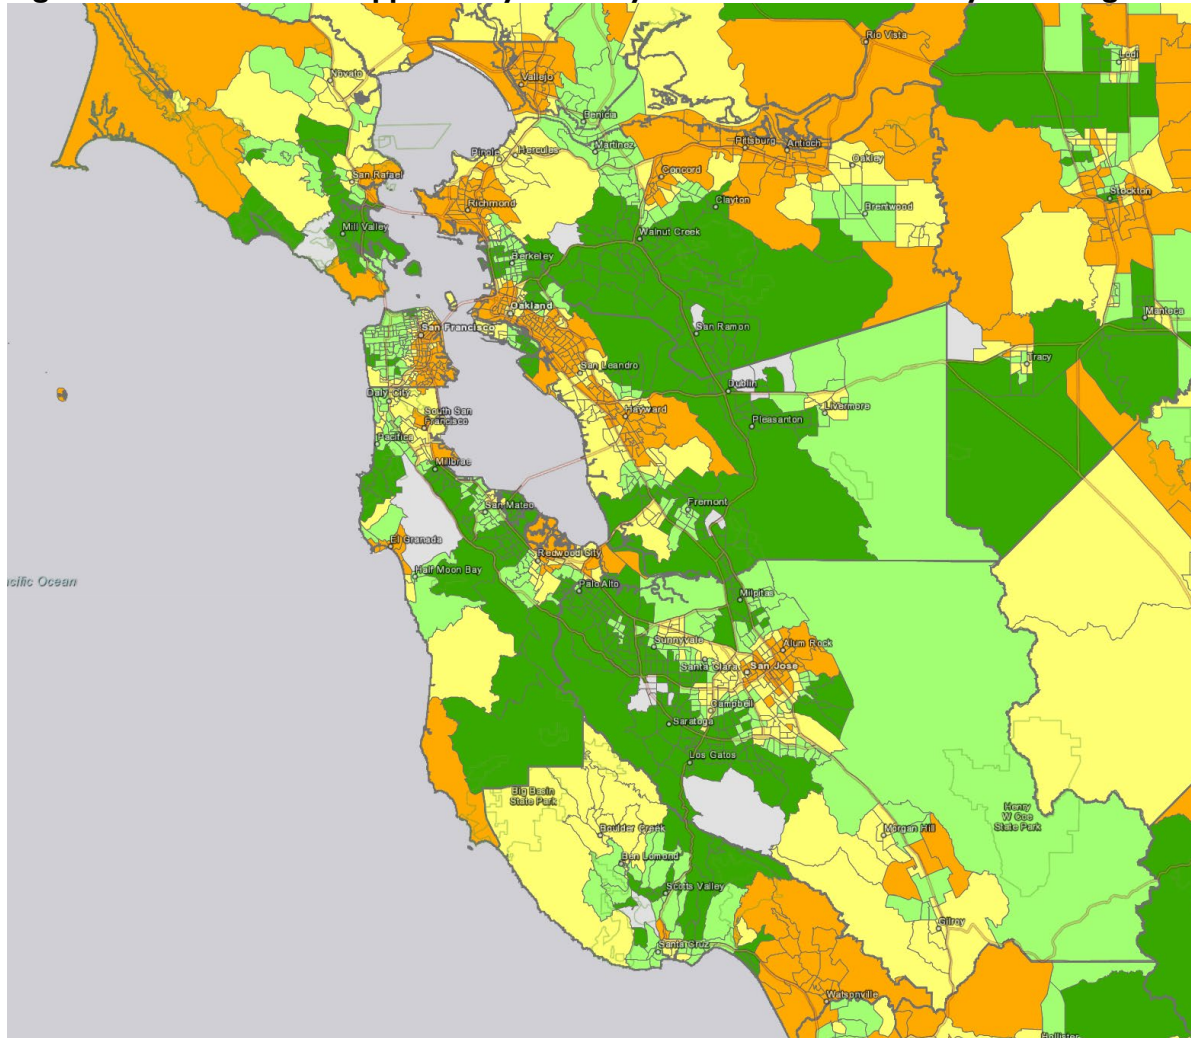 Rio Vista
Lodi
Novato
Vallejo
Benicia
Pinole
Hercules
Martinez
Pittsburg
Antioch
Oakley
San Rafael
Concord
Stockton
Richmond
Clayton
Brentwood
Mill Valley
Walnut Creek
Berkeley
Oakland
Manteca
San Francisco
San Ramon
Tracy
San Leandro
Daly City
Dublin
South San
Francisco
Hayward
Livermore
Pacifica
Pleasanton
Millbrae
San Mateo
Fremont
El Granada
Redwood City
Half Moon Bay
Palo Alto
cific Ocean
Milpitas
Sunnyvale
Alum Rock
Santa Clara
San Jose
Campbell
Saratoga
Los Gatos
Big Basin
State Park
Henry
W Coe
State Park
Boulder Creek
Morgan Hill
Ben Lomond
Scotts Valley
Gilroy
Santa Cruz
Watsonville
Hollister